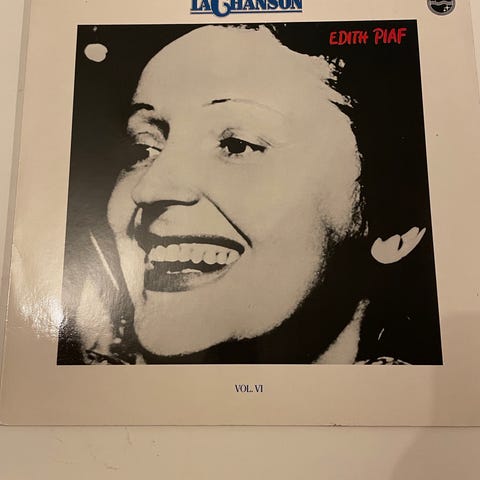 LA CHANSON
EDITH PIAF
VOL. VI